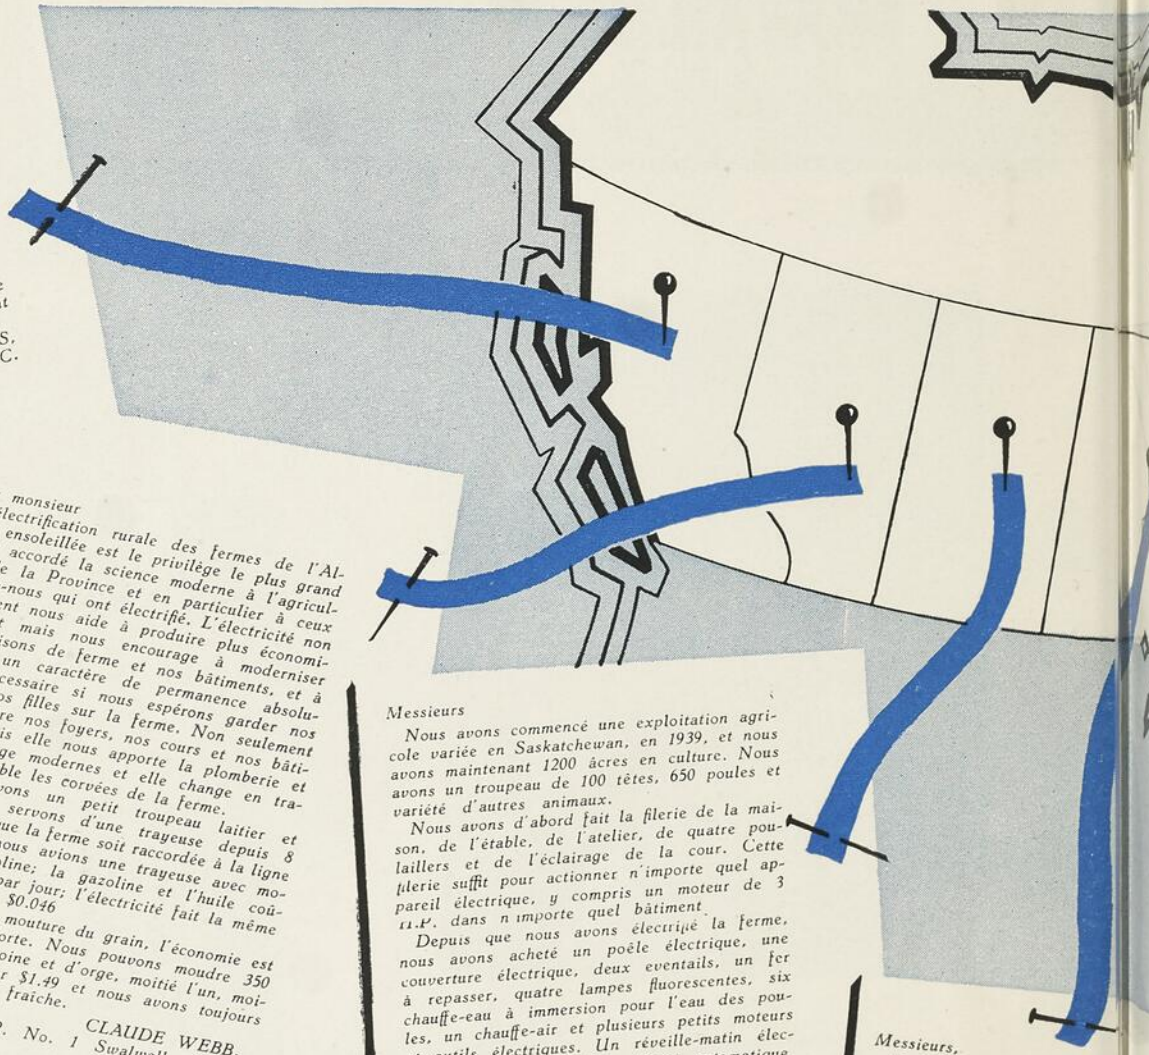 S,
C.
monsieur
électrification rurale des fermes de l'Al-
ensoleillée est le privilège le plus grand
accordé la science moderne à l'agricul-
la Province et en particulier à ceux
-nous qui ont électrifié. L'électricité non
ent nous aide à produire plus économi-
mais nous encourage à moderniser
isons de ferme et nos bâtiments, et à
un caractère de permanence absolu-
cessaire si nous espérons garder nos
os filles sur la ferme. Non seulement
re nos foyers, nos cours et nos bâti-
is elle nous apporte la plomberie et
ge modernes et elle change en tra-
ble les corvées de la ferme.
vons un petit troupeau laitier et
servons d'une trayeuse depuis 8
que la ferme soit raccordée à la ligne
nous avions une trayeuse avec mo-
line; la gazoline et l'huile coû-
par jour; l'électricité fait la même
$0.046
mouture du grain, l'économie est
orte. Nous pouvons moudre 350
oine et d'orge, moitié l'un, moi-
r $1.49 et nous avons toujours
fraîche.
CLAUDE WEBB,
No. 1 Swalwell
Messieurs
Nous avons commencé une exploitation agri-
cole variée en Saskatchewan, en 1939, et nous
avons maintenant 1200 âcres en culture. Nous
avons un troupeau de 100 têtes, 650 poules et
variété d'autres animaux.
Nous avons d'abord fait la filerie de la mai-
son, de l'étable, de l'atelier, de quatre pou-
laillers et de l'éclairage de la cour. Cette
filerie suffit pour actionner n'importe quel ap-
pareil électrique, y compris un moteur de 3
H.P. dans n importe quel bâtiment
Depuis que nous avons électrifié la ferme,
nous avons acheté un poêle électrique, une
couverture électrique, deux eventails, un fer
à repasser, quatre lampes fluorescentes, six
chauffe-eau à immersion pour l'eau des pou-
les, un chauffe-air et plusieurs petits moteurs
outils électriques. Un réveille-matin élec-
Messieurs,